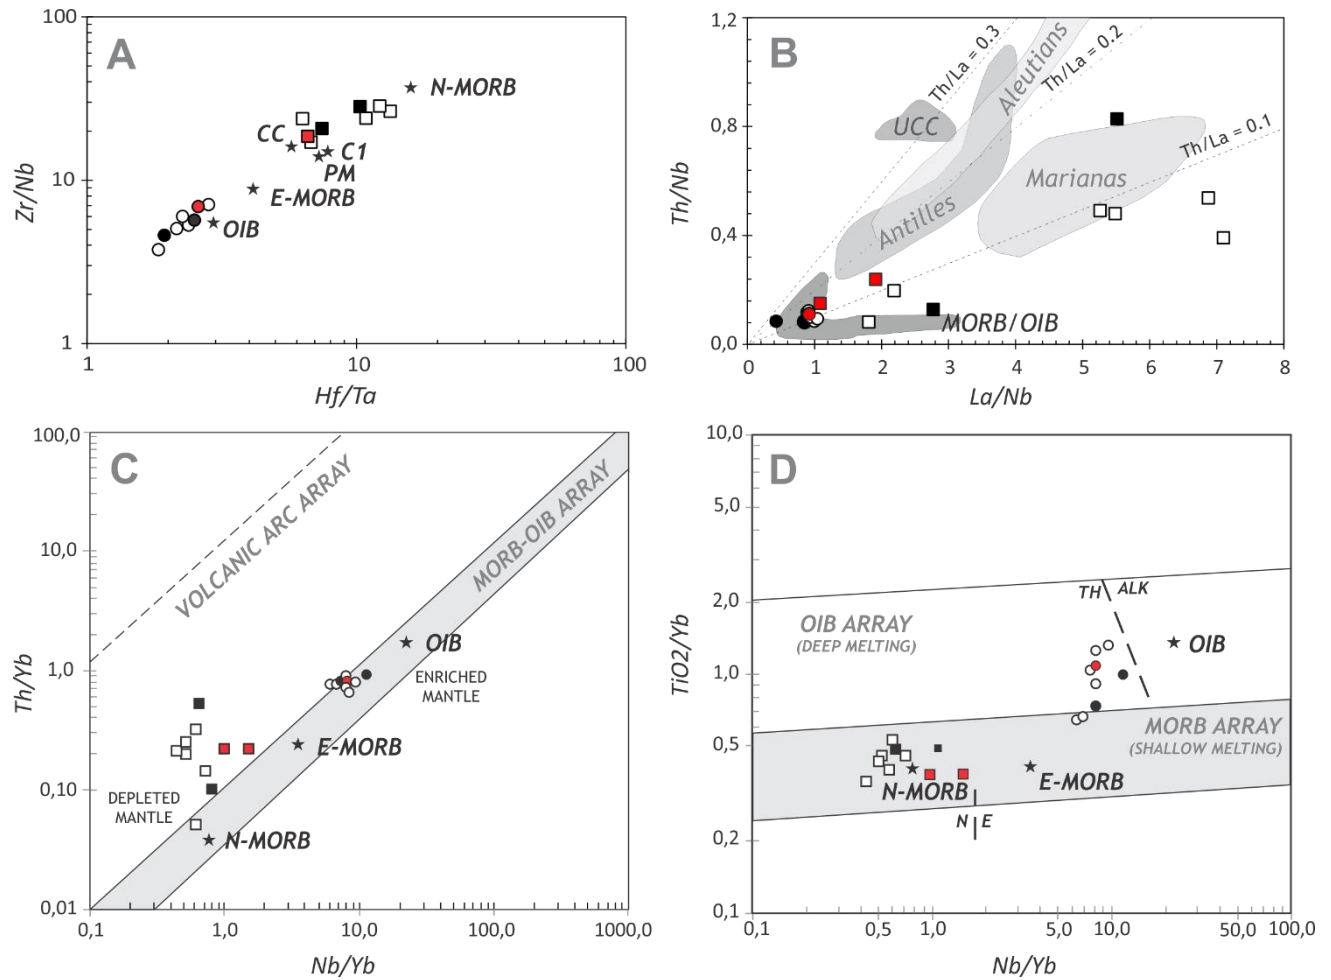 A
100
10
1
Zr/Nb
N-MORB
CC
C1
PM
E-MORB
OIB
1
10
100
Hf/Ta
B
1,2
0,8
0,4
0,0
Th/Nb
Th/La = 0.3
Th/La = 0.2
Th/La = 0.1
Aleutians
UCC
Marianas
Antilles
MORB/OIB
0
1
2
3
4
5
6
7
8
La/Nb
C
100,0
10,0
1,0
0,10
0,01
Th/Yb
VOLCANIC ARC ARRAY
MORB-OIB ARRAY
OIB
ENRICHED
MANTLE
E-MORB
DEPLETED
MANTLE
N-MORB
0,1
1,0
10,0
100,0
1000,0
Nb/Yb
D
10,0
5,0
2,0
1,0
0,5
0,2
0,1
TiO2/Yb
TH
ALK
OIB ARRAY
(DEEP MELTING)
OIB
MORB ARRAY
(SHALLOW MELTING)
E-MORB
N-MORB
N
E
0,1
0,5
1,0
5,0
10,0
50,0
100,0
Nb/Yb